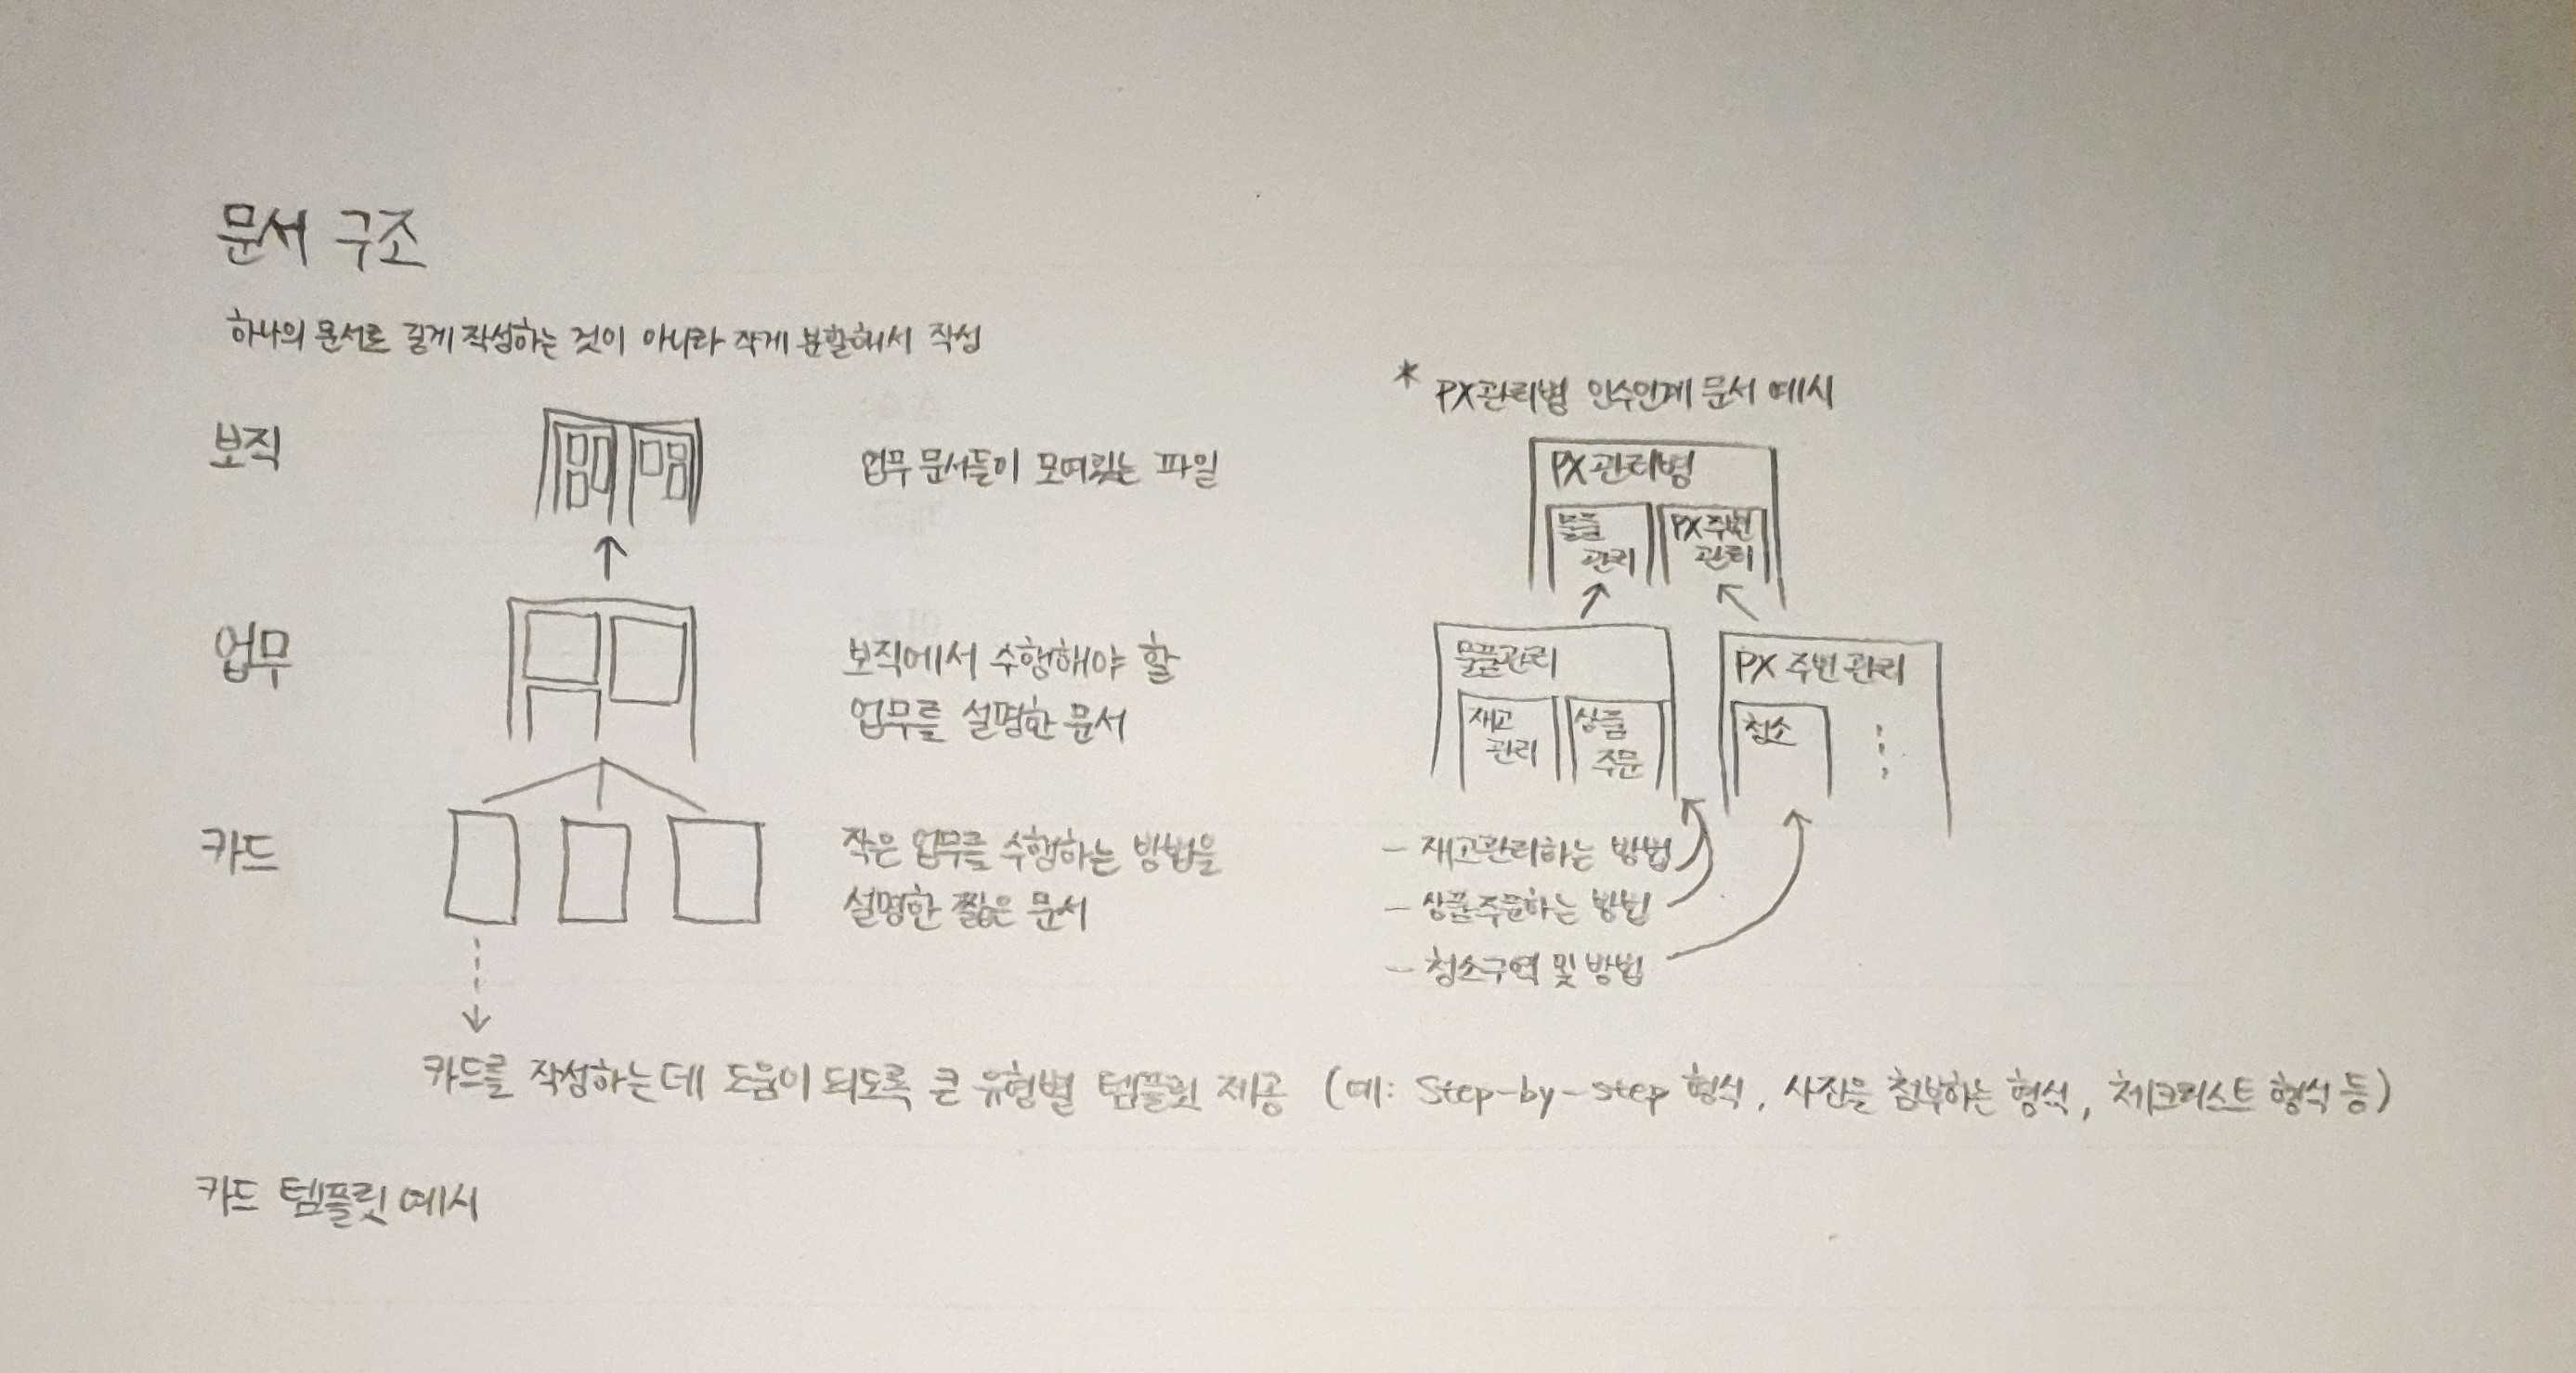 문서 구조
하나의 문서로 길게 작성하는 것이 아니라 작게 분할해서 작성
보직
업무 문서들이 모여있는 파일
업무
보직에서 수행해야 할
업무를 설명한 문서
카드
작은 업무를 수행하는 방법을
설명한 짧은 문서
* PX관리병 인수인계 문서 예시
PX관리병
물품
관리
PX주변
관리
물품관리
재고
관리
상품
주문
PX 주변 관리
청소
- 재고관리하는 방법
- 상품주문하는 방법
- 청소구역 및 방법
카드를 작성하는데 도움이 되도록 큰 유형별 템플릿 제공 (예: Step-by-step 형식, 사진을 첨부하는 형식, 체크리스트 형식 등)
카드 템플릿 예시